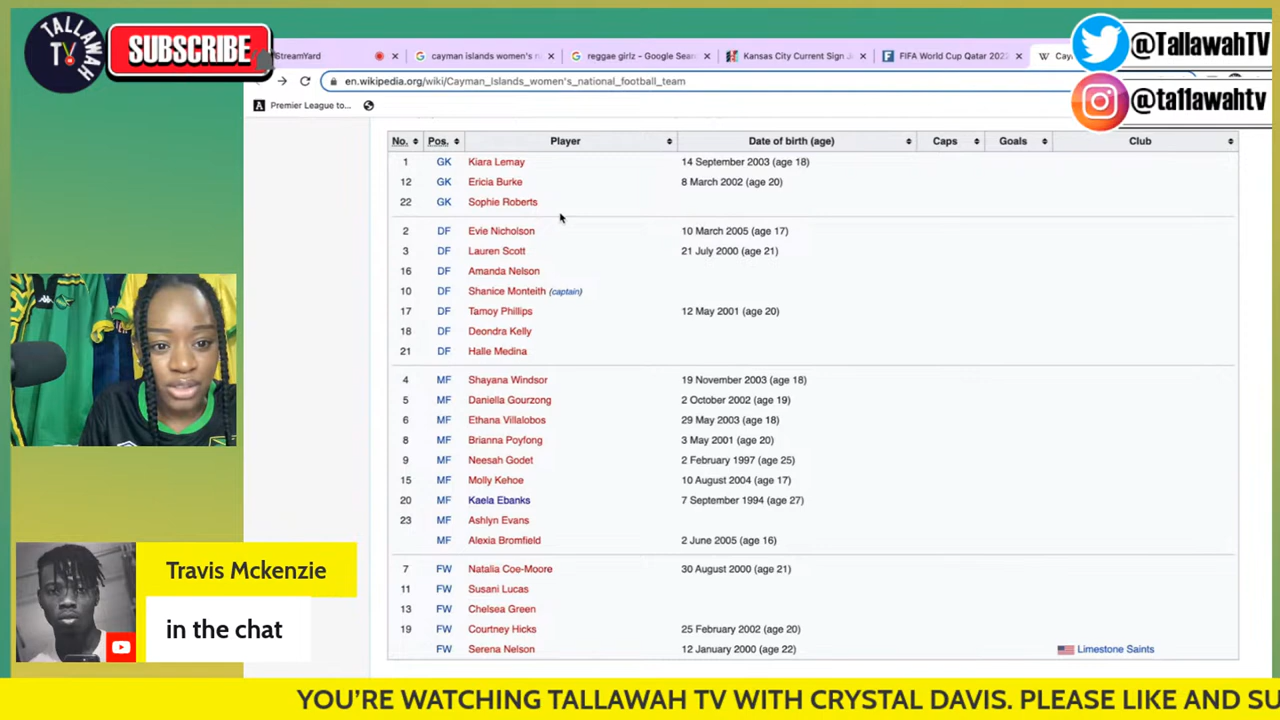 TALLAWAH
TV
SUBSCRIBE
StreamYard
cayman islands women's n
reggae girlz - Google Sear
Kansas City Current Sign J
FIFA World Cup Qatar 202
Cay
@TallawahTV
@ta11awahtv
en.wikipedia.org/wiki/Cayman_Islands_women's_national_football_team
Premier League to...
No. Pos. Player Date of birth (age) Caps Goals Club
1 GK Kiara Lemay 14 September 2003 (age 18)
12 GK Ericia Burke 8 March 2002 (age 20)
22 GK Sophie Roberts
2 DF Evie Nicholson 10 March 2005 (age 17)
3 DF Lauren Scott 21 July 2000 (age 21)
16 DF Amanda Nelson
10 DF Shanice Monteith (captain)
17 DF Tamoy Phillips 12 May 2001 (age 20)
18 DF Deondra Kelly
21 DF Halle Medina
4 MF Shayana Windsor 19 November 2003 (age 18)
5 MF Daniella Gourzong 2 October 2002 (age 19)
6 MF Ethana Villalobos 29 May 2003 (age 18)
8 MF Brianna Poyfong 3 May 2001 (age 20)
9 MF Neesah Godet 2 February 1997 (age 25)
15 MF Molly Kehoe 10 August 2004 (age 17)
20 MF Kaela Ebanks 7 September 1994 (age 27)
23 MF Ashlyn Evans
MF Alexia Bromfield 2 June 2005 (age 16)
7 FW Natalia Coe-Moore 30 August 2000 (age 21)
11 FW Susani Lucas
13 FW Chelsea Green
19 FW Courtney Hicks 25 February 2002 (age 20)
FW Serena Nelson 12 January 2000 (age 22) Limestone Saints
Travis Mckenzie
in the chat
YOU'RE WATCHING TALLAWAH TV WITH CRYSTAL DAVIS. PLEASE LIKE AND SU